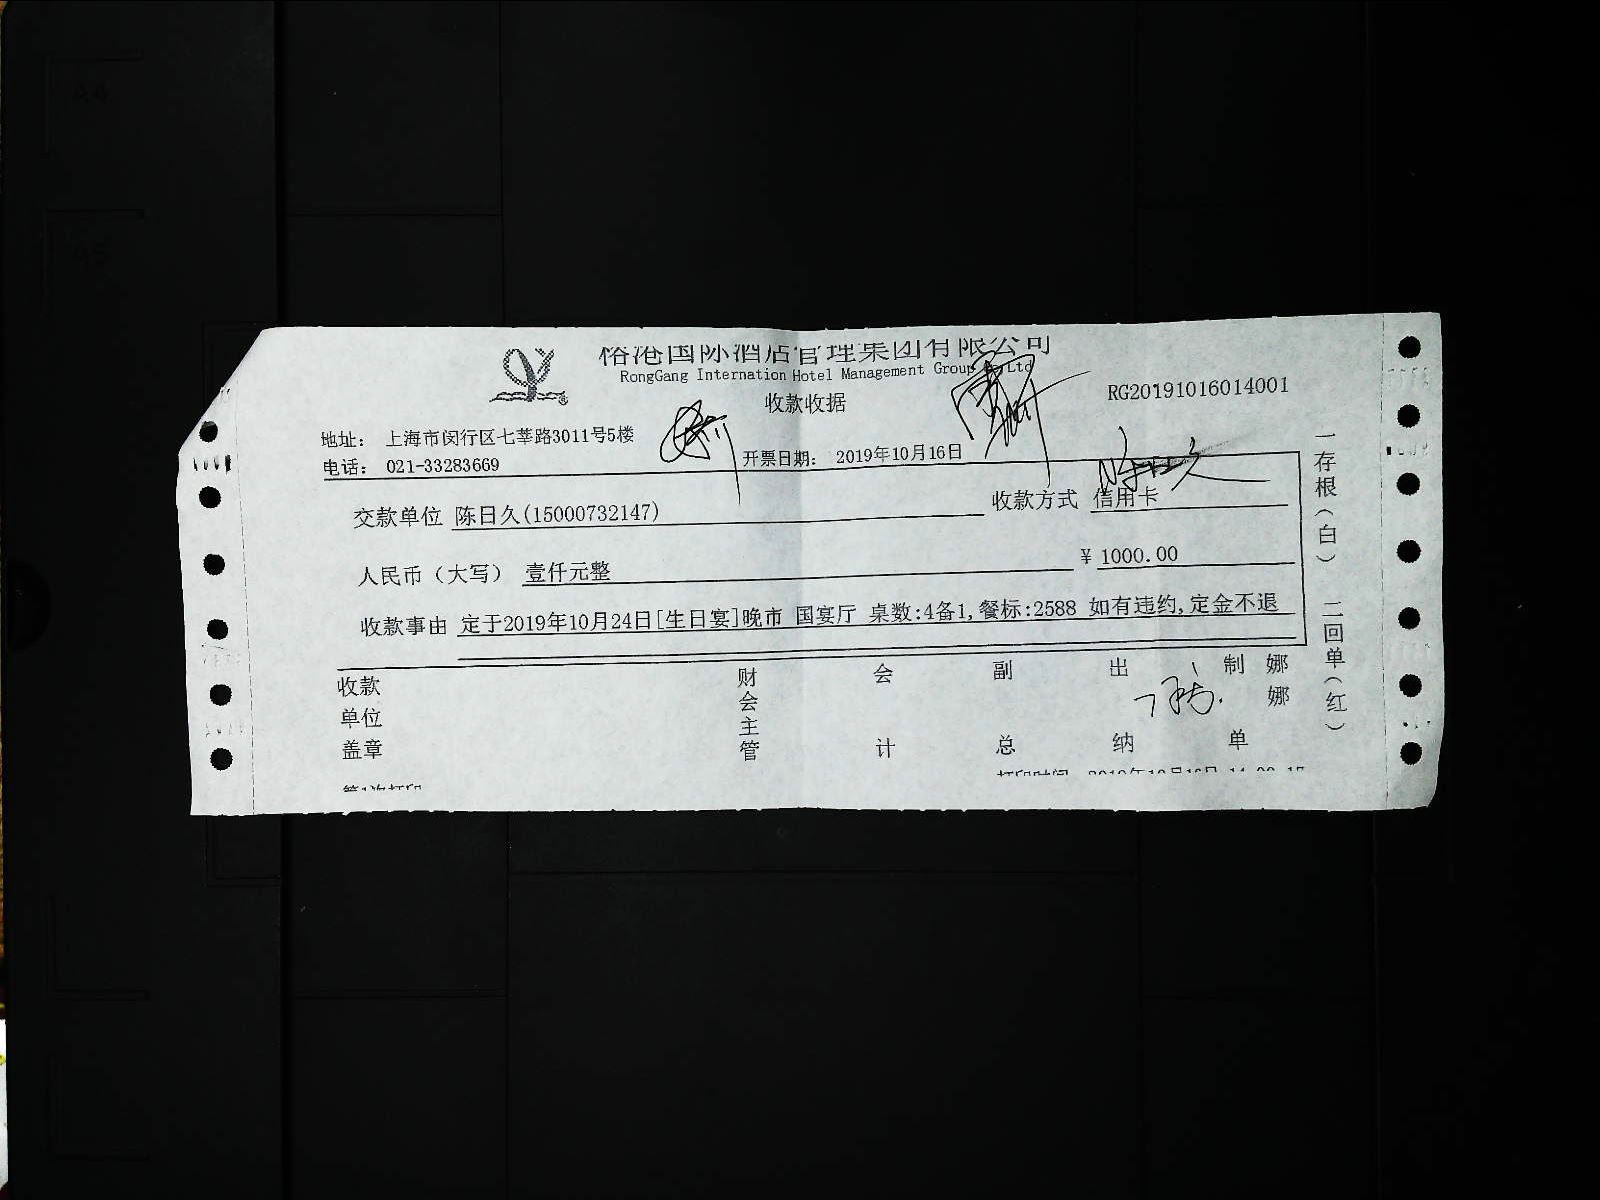 国际酒店管理集团有限公司
RongGang Internation Hotel Management Group Ltd
收款收据
RG20191016014001
地址: 上海市闵行区七莘路3011号5楼
电话: 021-33283669
开票日期: 2019年10月16日
交款单位 陈日久(15000732147)
收款方式 信用卡
人民币（大写） 壹仟元整
¥ 1000.00
收款事由 定于2019年10月24日[生日宴]晚市 国宴厅 桌数:4备1,餐标:2588 如有违约,定金不退
收款单位盖章
财会主管
会计
副总
出纳
制单
娜娜
一存根（白） 二回单（红）
第1次打印
A4
A5